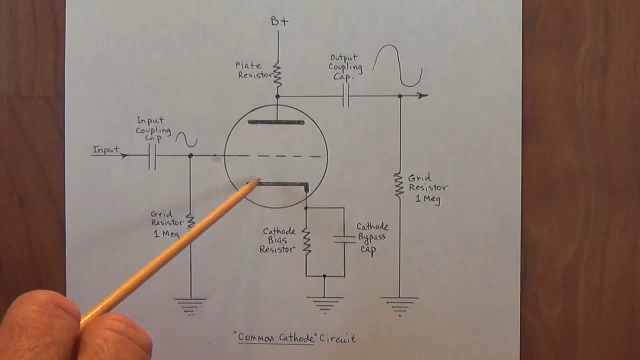 B+
Plate
Resistor
Output
Coupling
Cap.
Input
Coupling
Cap
Input
Grid
Resistor
1 Meg
Grid
Resistor
1 Meg
Cathode
Bias
Resistor
Cathode
Bypass
Cap
"Common Cathode" Circuit